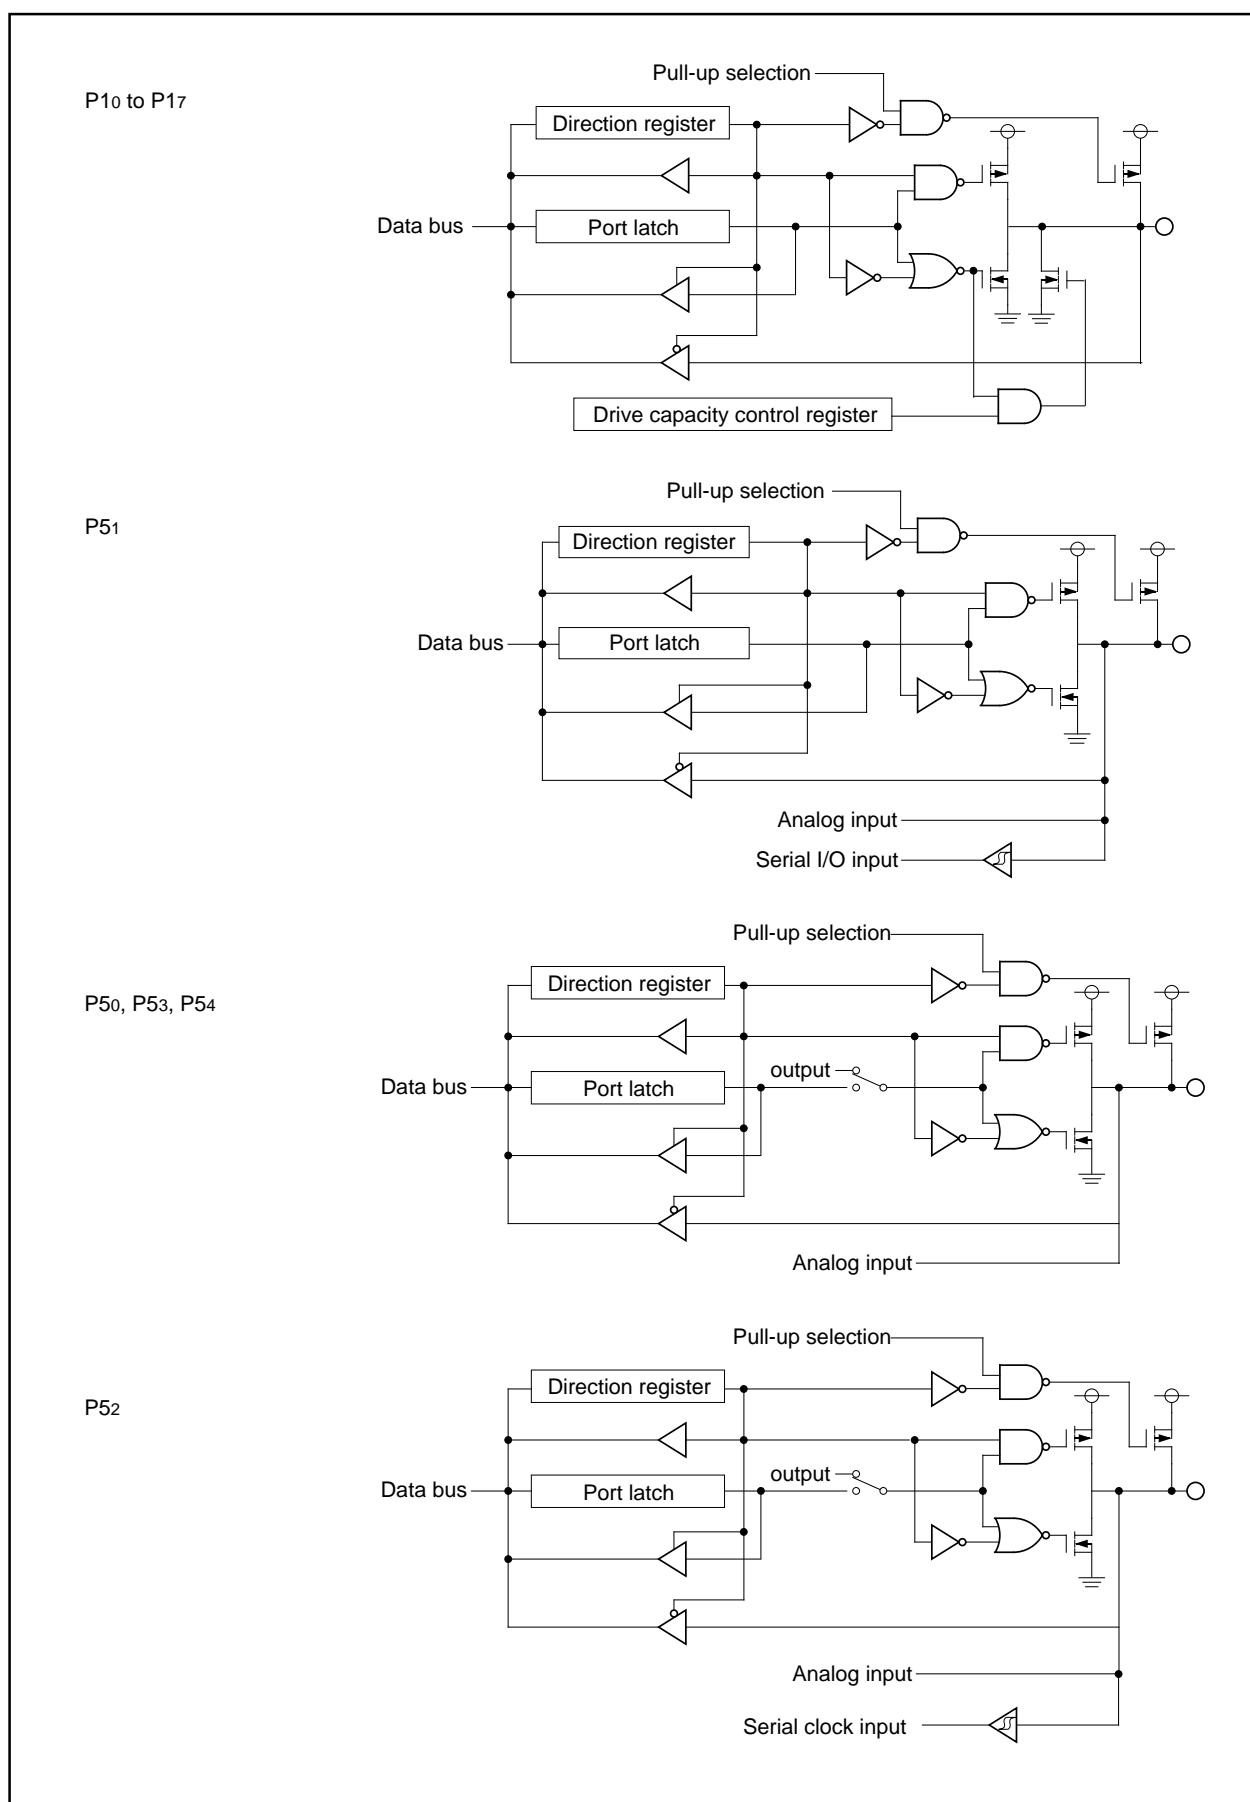 Pull-up selection
P10 to P17
Direction register
Data bus
Port latch
Drive capacity control register
Pull-up selection
P51
Direction register
Data bus
Port latch
Analog input
Serial I/O input
Pull-up selection
Direction register
P50, P53, P54
output
Data bus
Port latch
Analog input
Pull-up selection
Direction register
P52
output
Data bus
Port latch
Analog input
Serial clock input